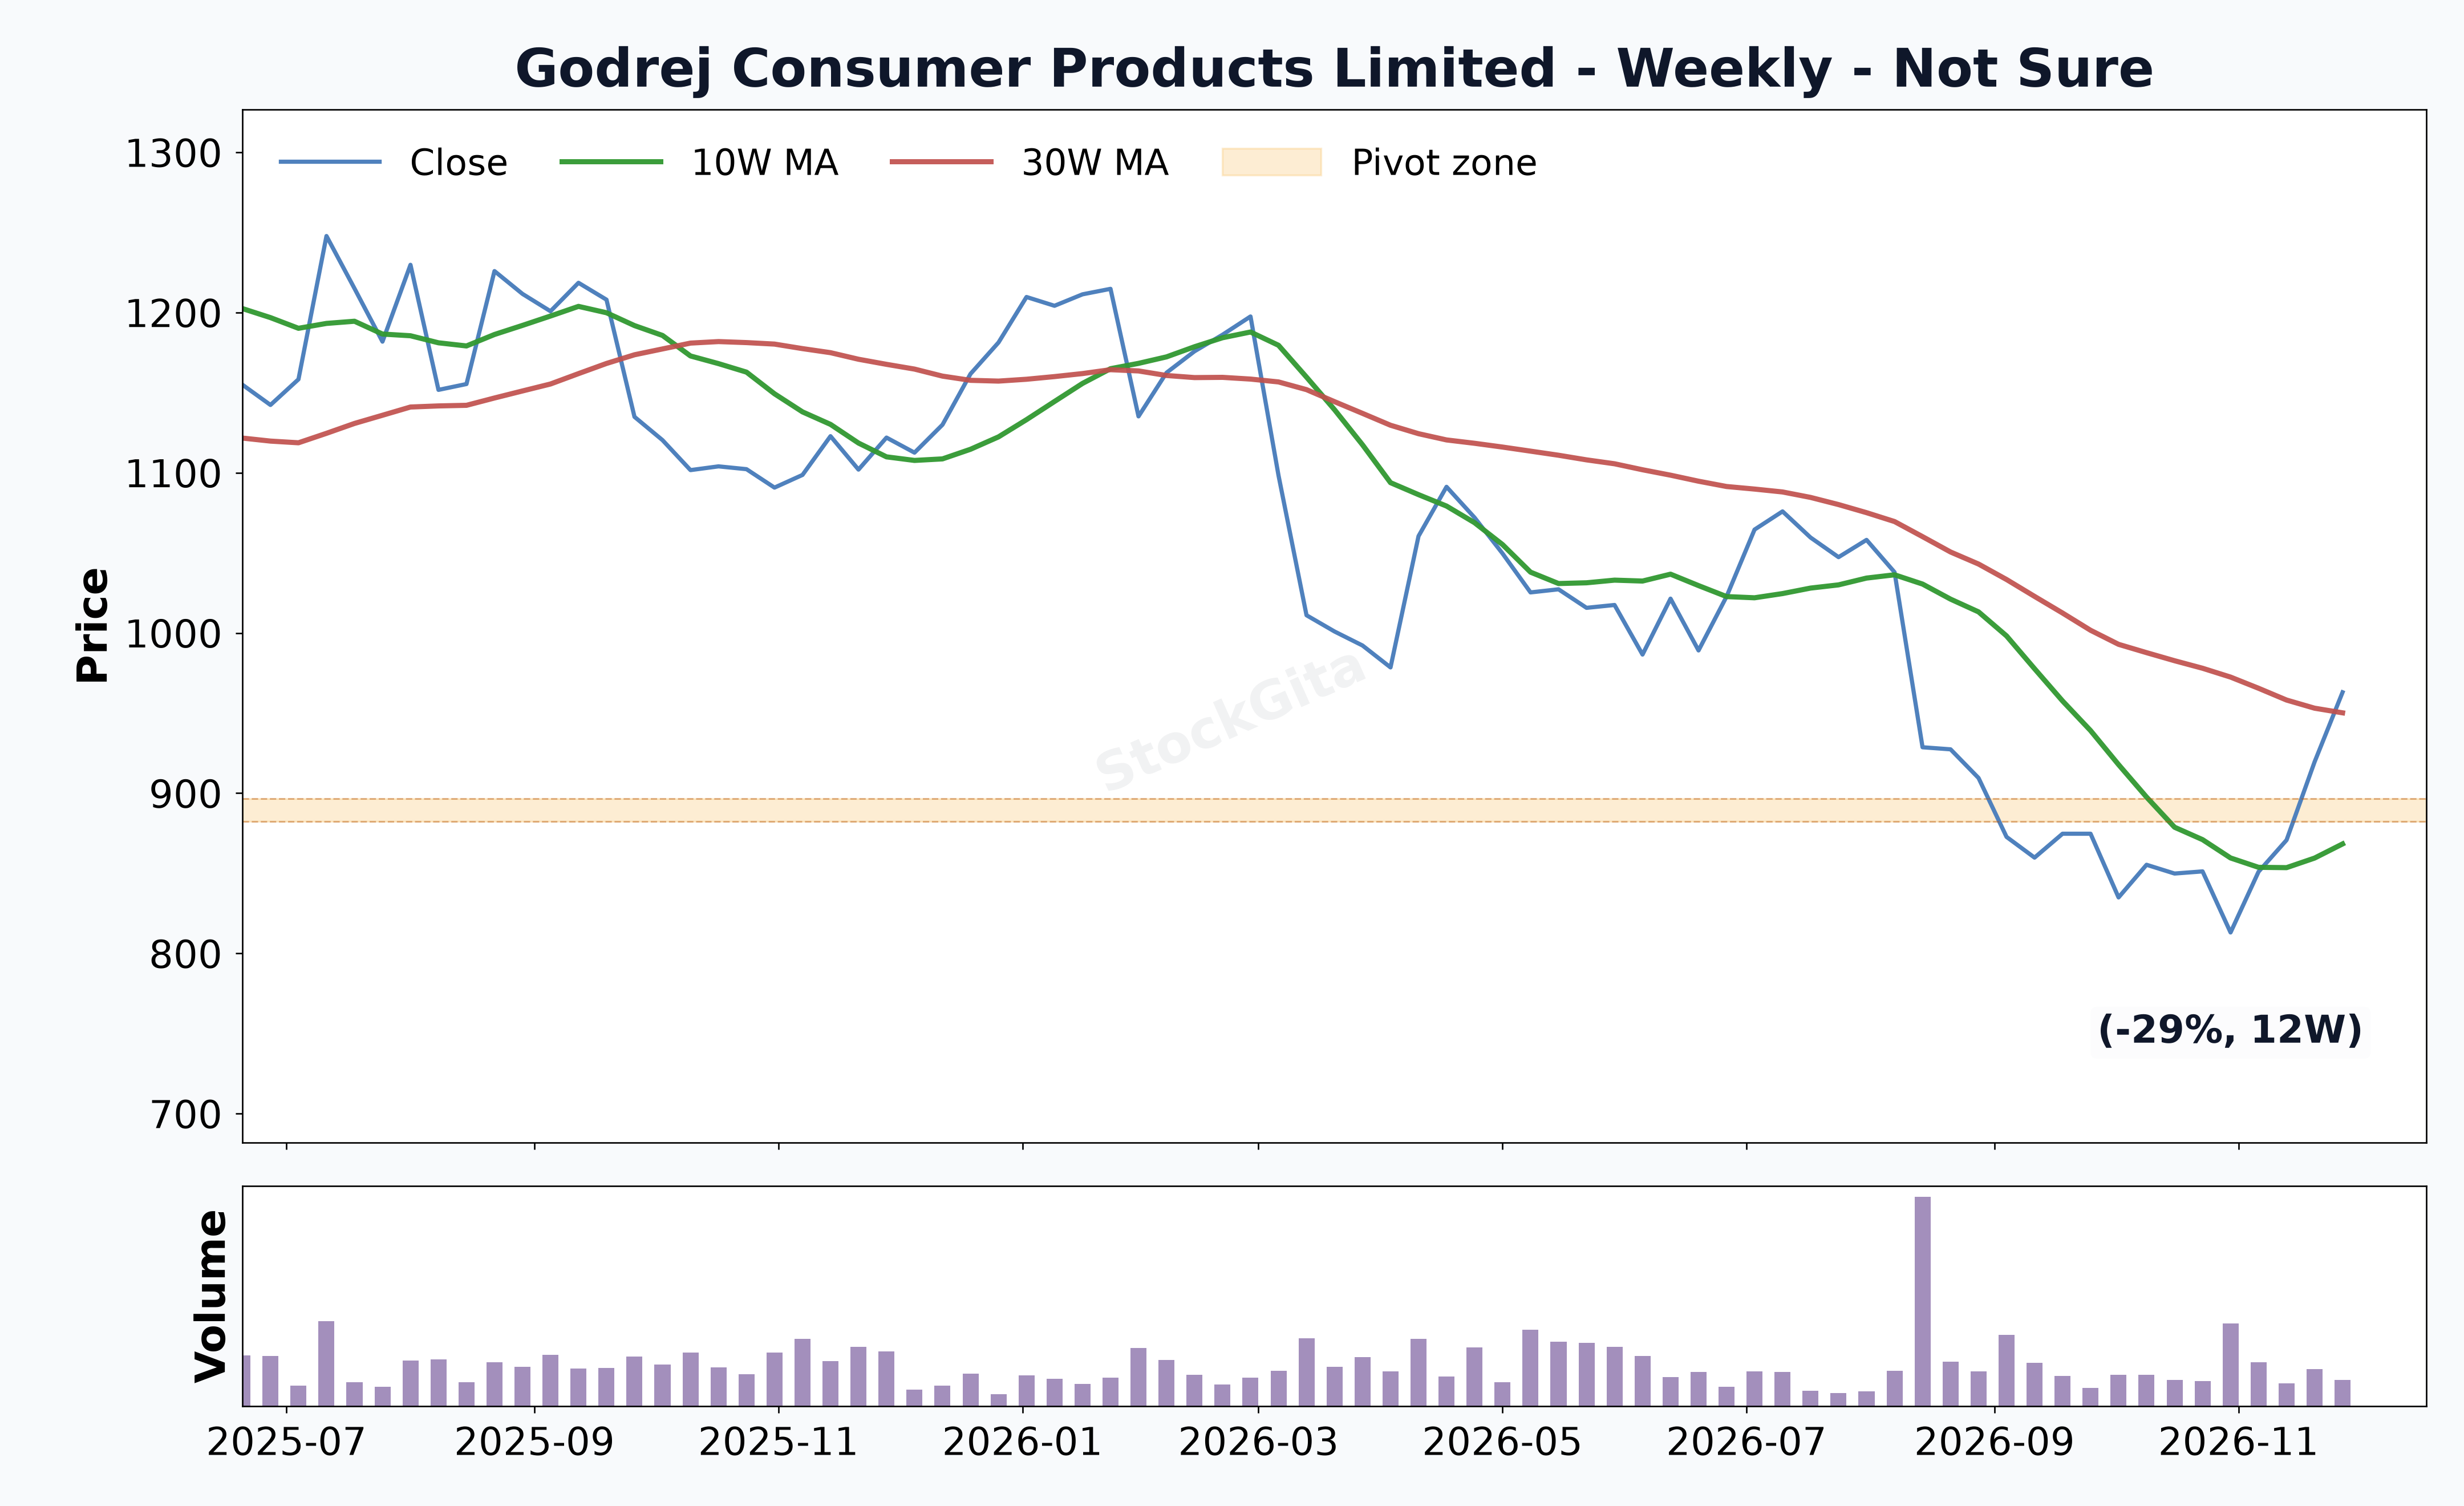 Godrej Consumer Products Limited - Weekly - Not Sure
Close 10W MA 30W MA Pivot zone
1300
1200
1100
1000
900
800
700
Price
StockGita
(-29%, 12W)
Volume
2025-07 2025-09 2025-11 2026-01 2026-03 2026-05 2026-07 2026-09 2026-11